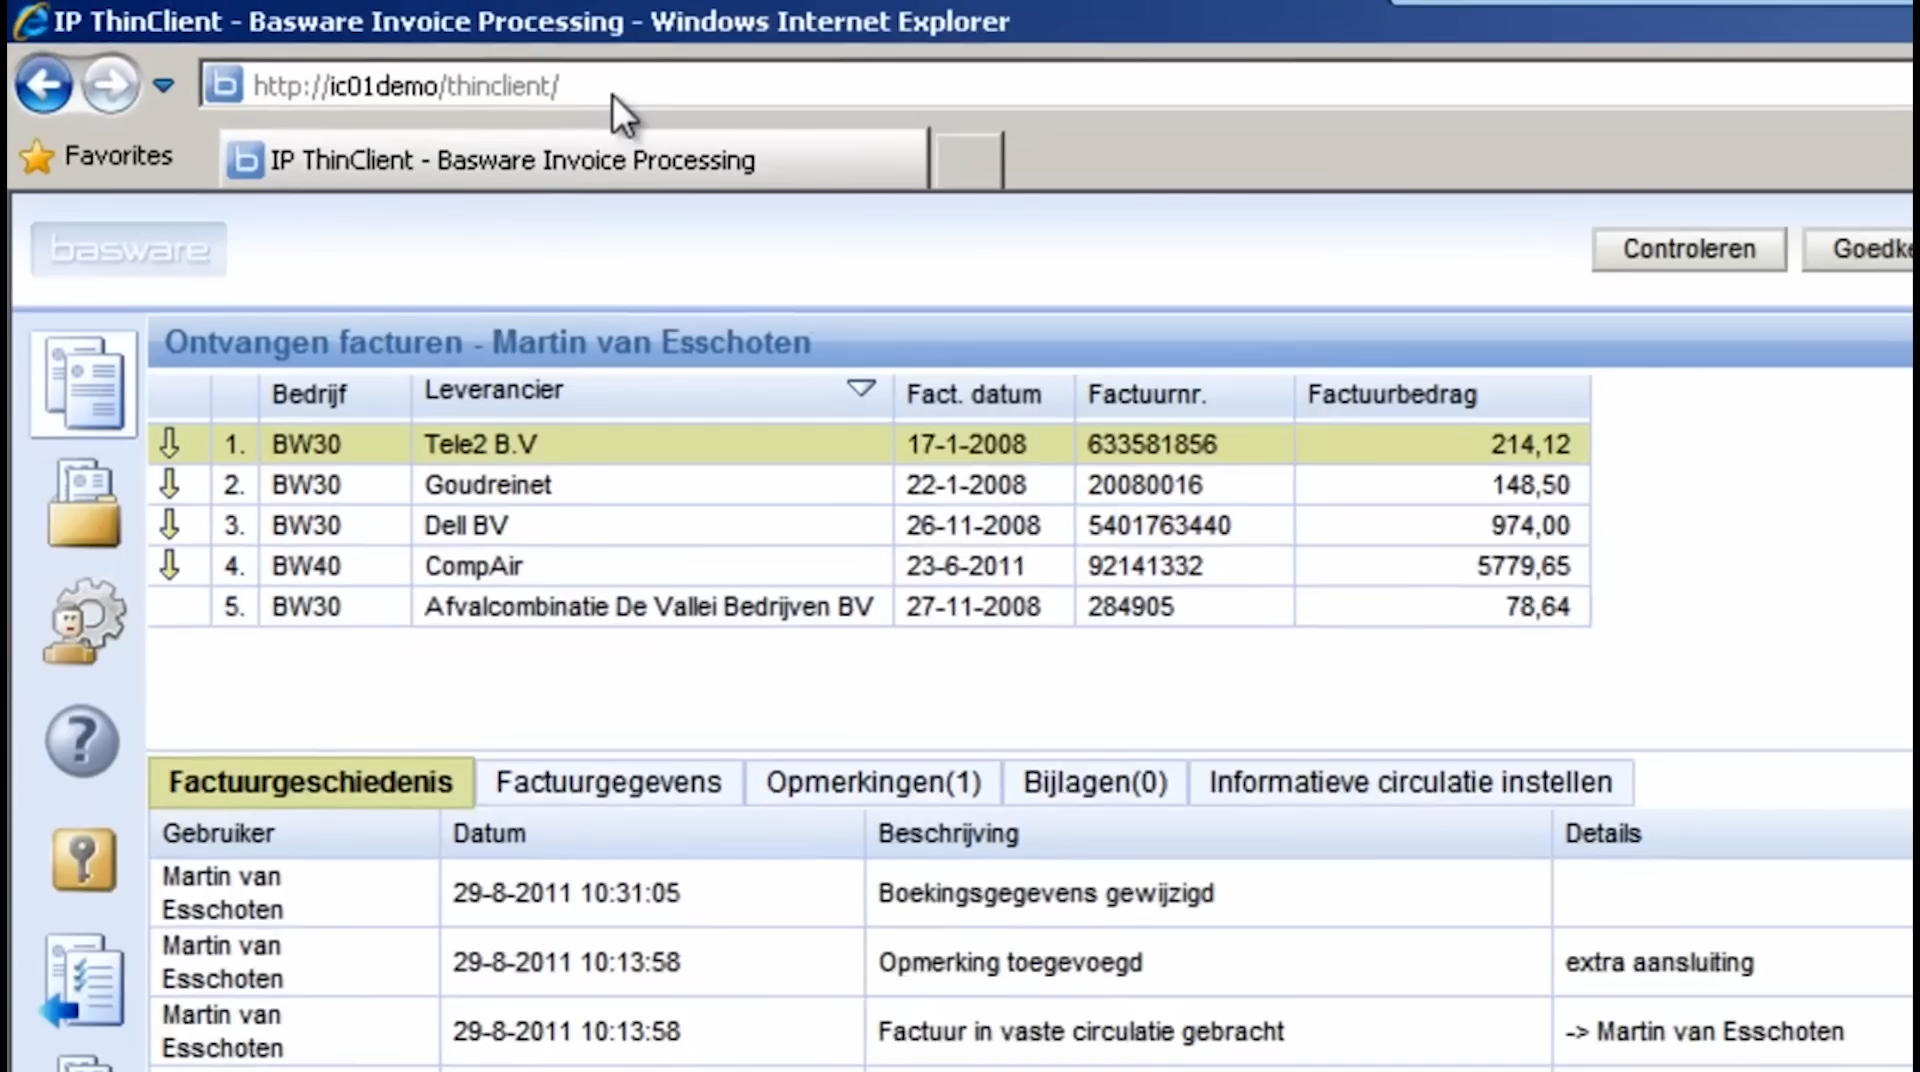 IP ThinClient - Basware Invoice Processing - Windows Internet Explorer
http://ic01demo/thinclient/
Favorites
IP ThinClient - Basware Invoice Processing
basware
Controleren
Goedke
Ontvangen facturen - Martin van Esschoten
Bedrijf Leverancier Fact. datum Factuurnr. Factuurbedrag
1. BW30 Tele2 B.V 17-1-2008 633581856 214,12
2. BW30 Goudreinet 22-1-2008 20080016 148,50
3. BW30 Dell BV 26-11-2008 5401763440 974,00
4. BW40 CompAir 23-6-2011 92141332 5779,65
5. BW30 Afvalcombinatie De Vallei Bedrijven BV 27-11-2008 284905 78,64
Factuurgeschiedenis Factuurgegevens Opmerkingen(1) Bijlagen(0) Informatieve circulatie instellen
Gebruiker Datum Beschrijving Details
Martin van
Esschoten
29-8-2011 10:31:05 Boekingsgegevens gewijzigd
Martin van
Esschoten
29-8-2011 10:13:58 Opmerking toegevoegd extra aansluiting
Martin van
Esschoten
29-8-2011 10:13:58 Factuur in vaste circulatie gebracht -> Martin van Esschoten